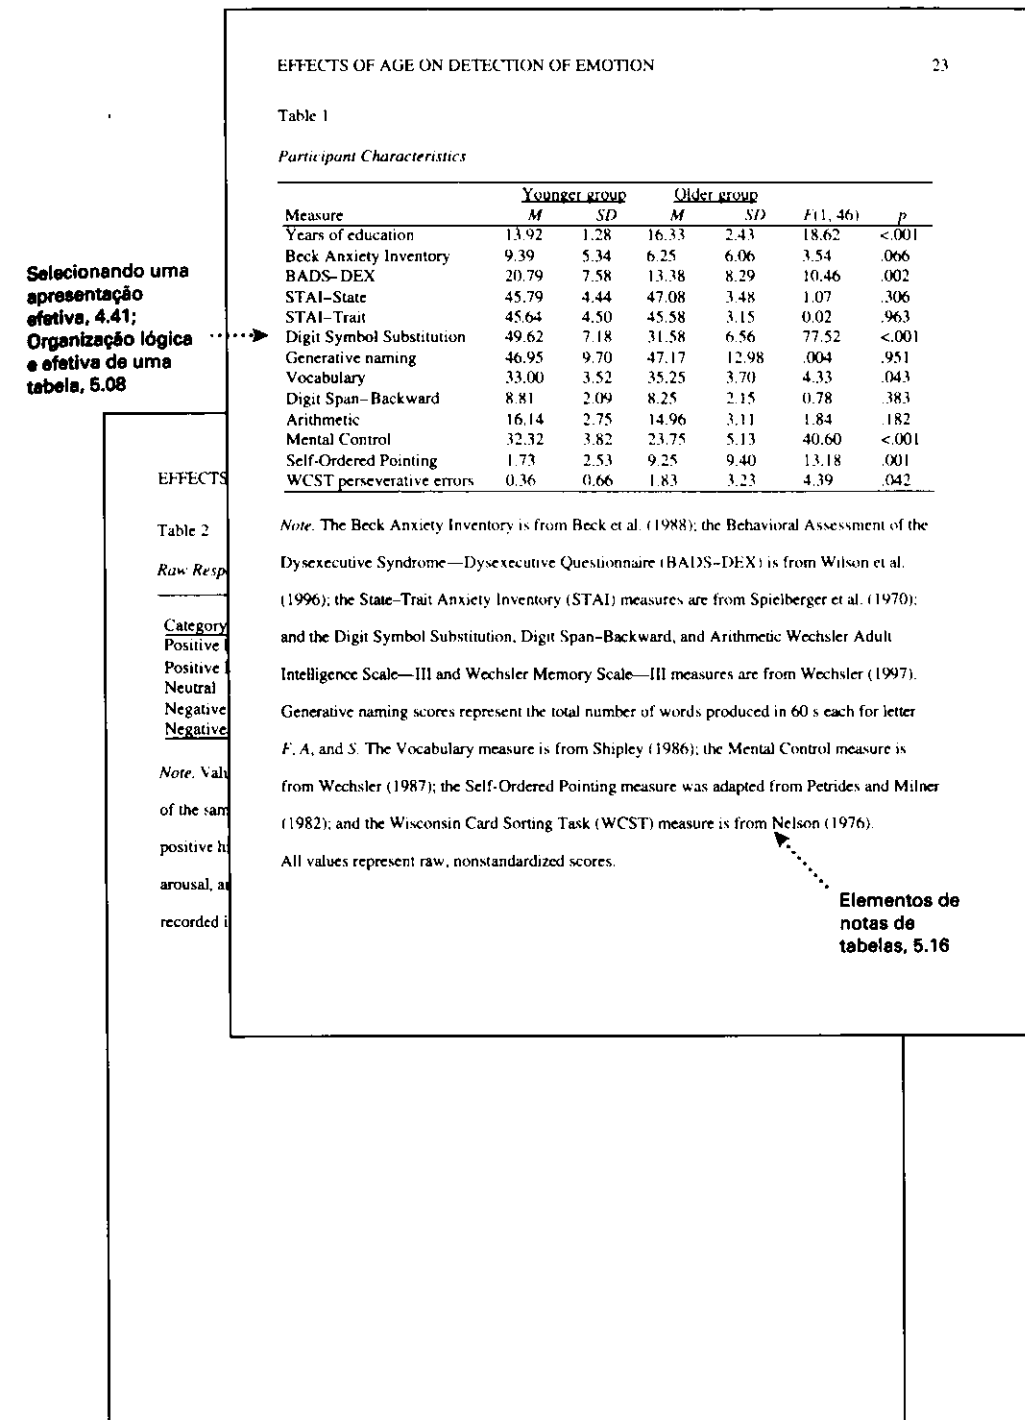 EFFECTS OF AGE ON DETECTION OF EMOTION 23
Table 1
Participant Characteristics
Younger group Older group
Measure M SD M SD F(1, 46) p
Years of education 13.92 1.28 16.33 2.43 18.62 <.001
Beck Anxiety Inventory 9.39 5.34 6.25 6.06 3.54 .066
BADS–DEX 20.79 7.58 13.38 8.29 10.46 .002
STAI–State 45.79 4.44 47.08 3.48 1.07 .306
STAI–Trait 45.64 4.50 45.58 3.15 0.02 .963
Digit Symbol Substitution 49.62 7.18 31.58 6.56 77.52 <.001
Generative naming 46.95 9.70 47.17 12.98 .004 .951
Vocabulary 33.00 3.52 35.25 3.70 4.33 .043
Digit Span–Backward 8.81 2.09 8.25 2.15 0.78 .383
Arithmetic 16.14 2.75 14.96 3.11 1.84 .182
Mental Control 32.32 3.82 23.75 5.13 40.60 <.001
Self-Ordered Pointing 1.73 2.53 9.25 9.40 13.18 .001
WCST perseverative errors 0.36 0.66 1.83 3.23 4.39 .042
Note. The Beck Anxiety Inventory is from Beck et al. (1988); the Behavioral Assessment of the
Dysexecutive Syndrome—Dysexecutive Questionnaire (BADS–DEX) is from Wilson et al.
(1996); the State–Trait Anxiety Inventory (STAI) measures are from Spielberger et al. (1970);
and the Digit Symbol Substitution, Digit Span–Backward, and Arithmetic Wechsler Adult
Intelligence Scale—III and Wechsler Memory Scale—III measures are from Wechsler (1997).
Generative naming scores represent the total number of words produced in 60 s each for letter
F, A, and S. The Vocabulary measure is from Shipley (1986); the Mental Control measure is
from Wechsler (1987); the Self-Ordered Pointing measure was adapted from Petrides and Milner
(1982); and the Wisconsin Card Sorting Task (WCST) measure is from Nelson (1976).
All values represent raw, nonstandardized scores.
Selecionando uma
apresentação
efetiva, 4.41;
Organização lógica
e efetiva de uma
tabela, 5.08
Elementos de
notas de
tabelas, 5.16
EFFECTS
Table 2
Raw Resp
Category
Positive
Positive
Neutral
Negative
Negative
Note. Valu
of the sam
positive h
arousal, a
recorded i